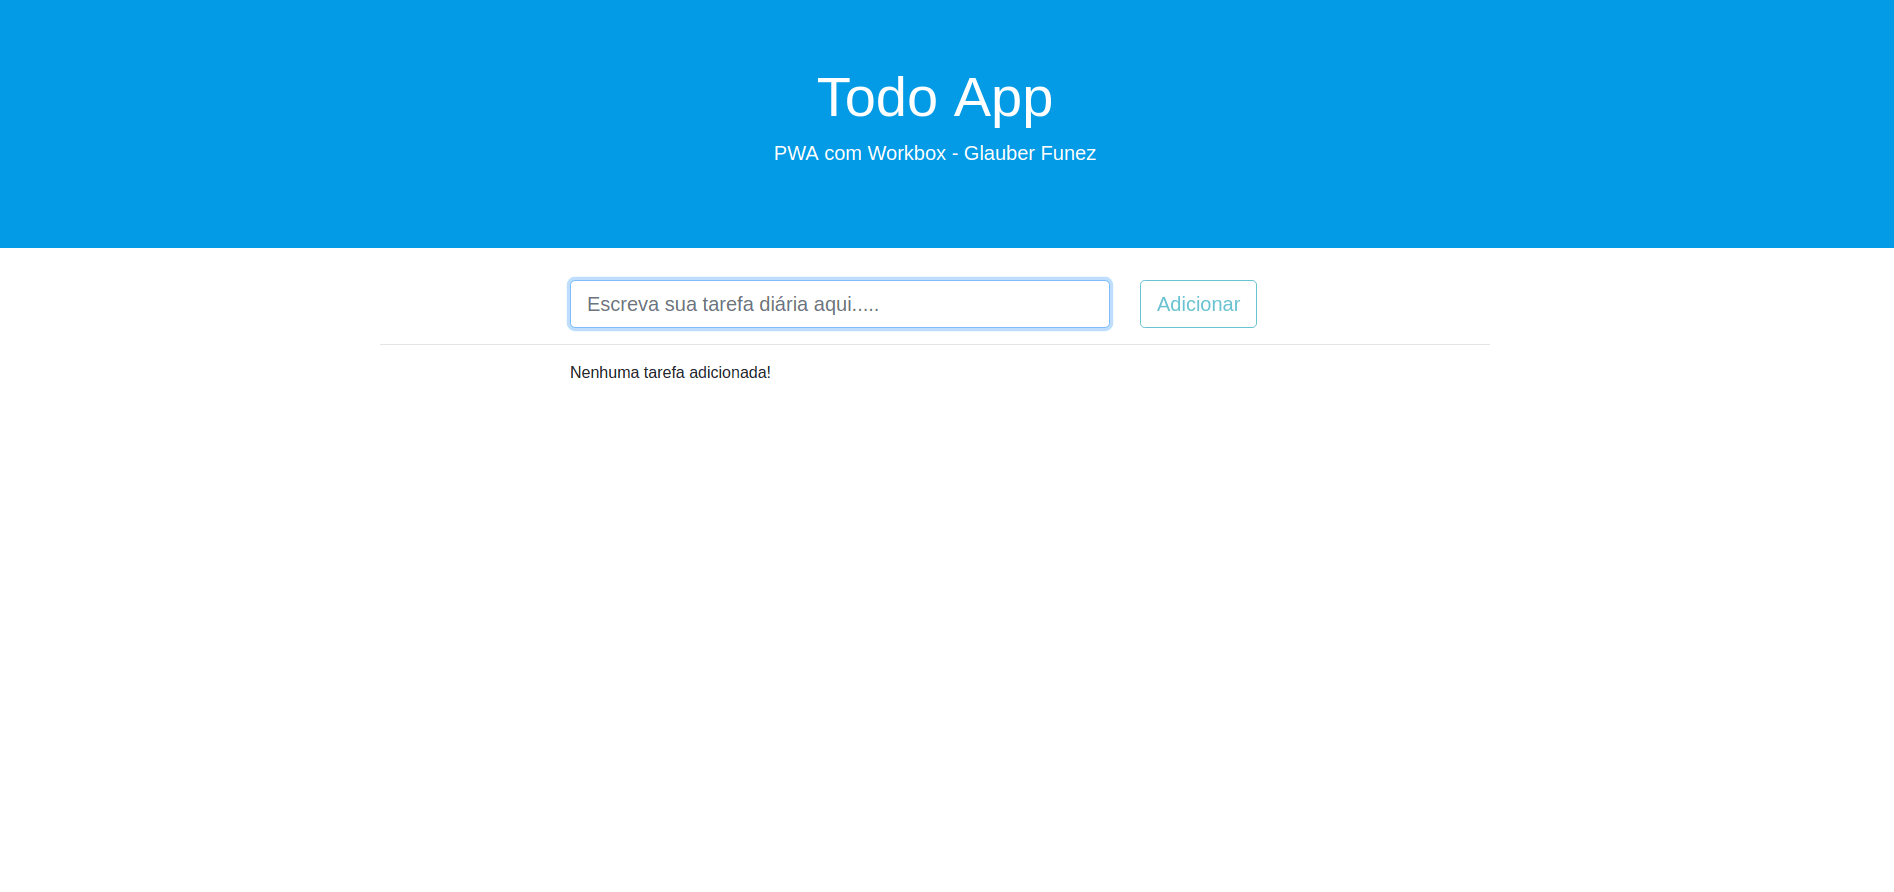 Todo App
PWA com Workbox - Glauber Funez
Escreva sua tarefa diária aqui.....
Adicionar
Nenhuma tarefa adicionada!